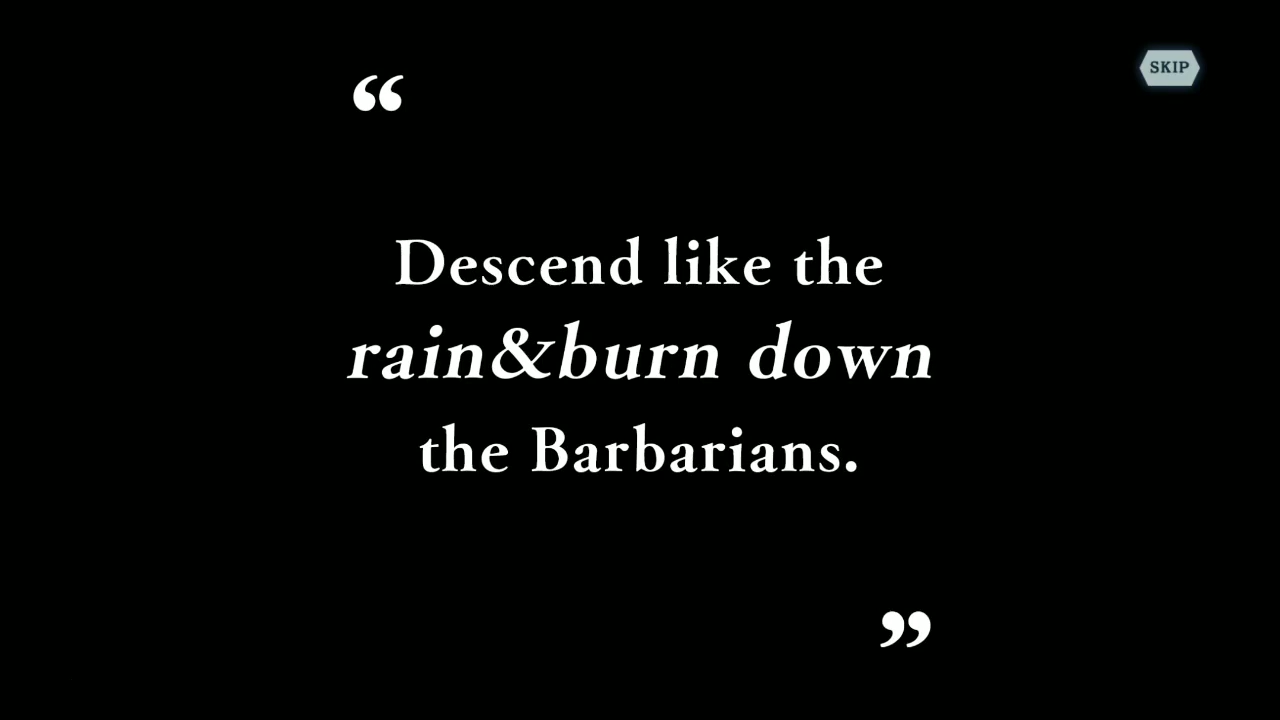 SKIP
“
Descend like the
rain&burn down
the Barbarians.
”